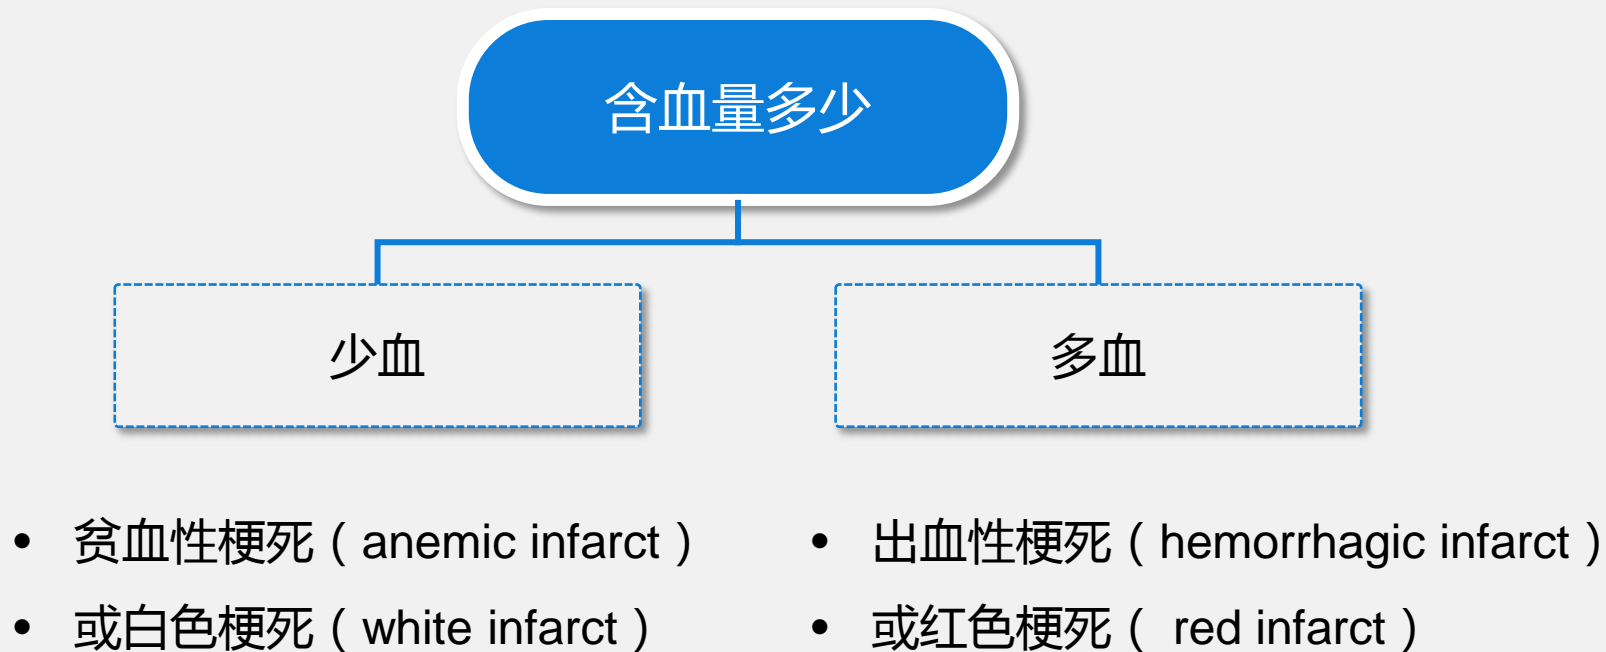 含血量多少
少血
多血
• 贫血性梗死（anemic infarct）
• 或白色梗死（white infarct）
• 出血性梗死（hemorrhagic infarct）
• 或红色梗死（ red infarct）